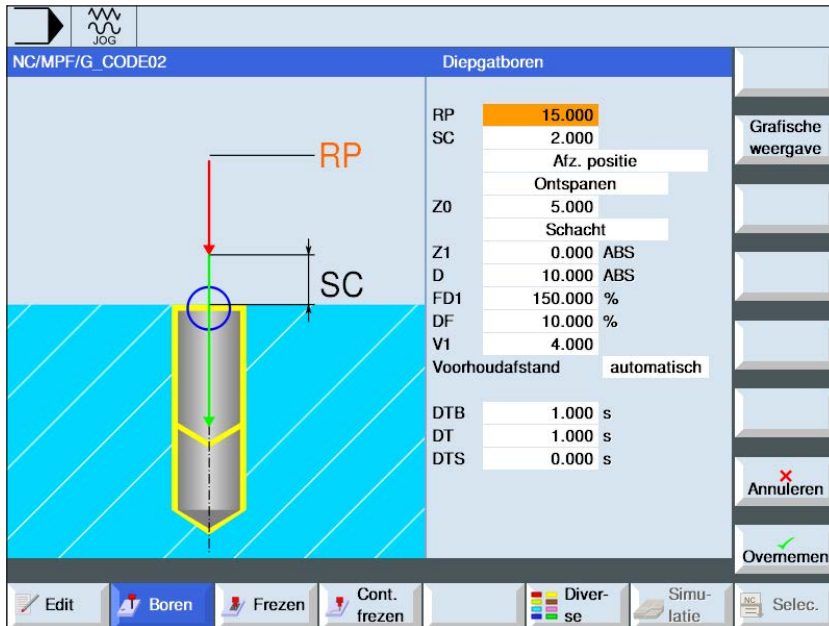 JOG
NC/MPF/G_CODE02
Diepgatboren
RP
SC
RP 15.000
SC 2.000
Afz. positie
Ontspanen
Z0 5.000
Schacht
Z1 0.000 ABS
D 10.000 ABS
FD1 150.000 %
DF 10.000 %
V1 4.000
Voorhoudafstand automatisch
DTB 1.000 s
DT 1.000 s
DTS 0.000 s
Grafische
weergave
Annuleren
Overnemen
Edit
Boren
Frezen
Cont.
frezen
Diver-
se
Simu-
latie
NC
Selec.